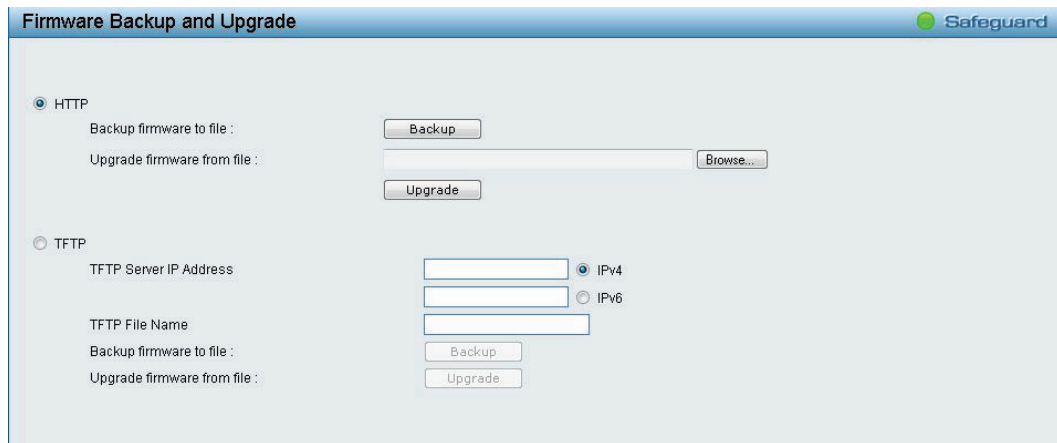 Firmware Backup and Upgrade Safeguard
HTTP
Backup firmware to file : Backup
Upgrade firmware from file : Browse...
Upgrade
TFTP
TFTP Server IP Address IPv4
IPv6
TFTP File Name
Backup firmware to file : Backup
Upgrade firmware from file : Upgrade